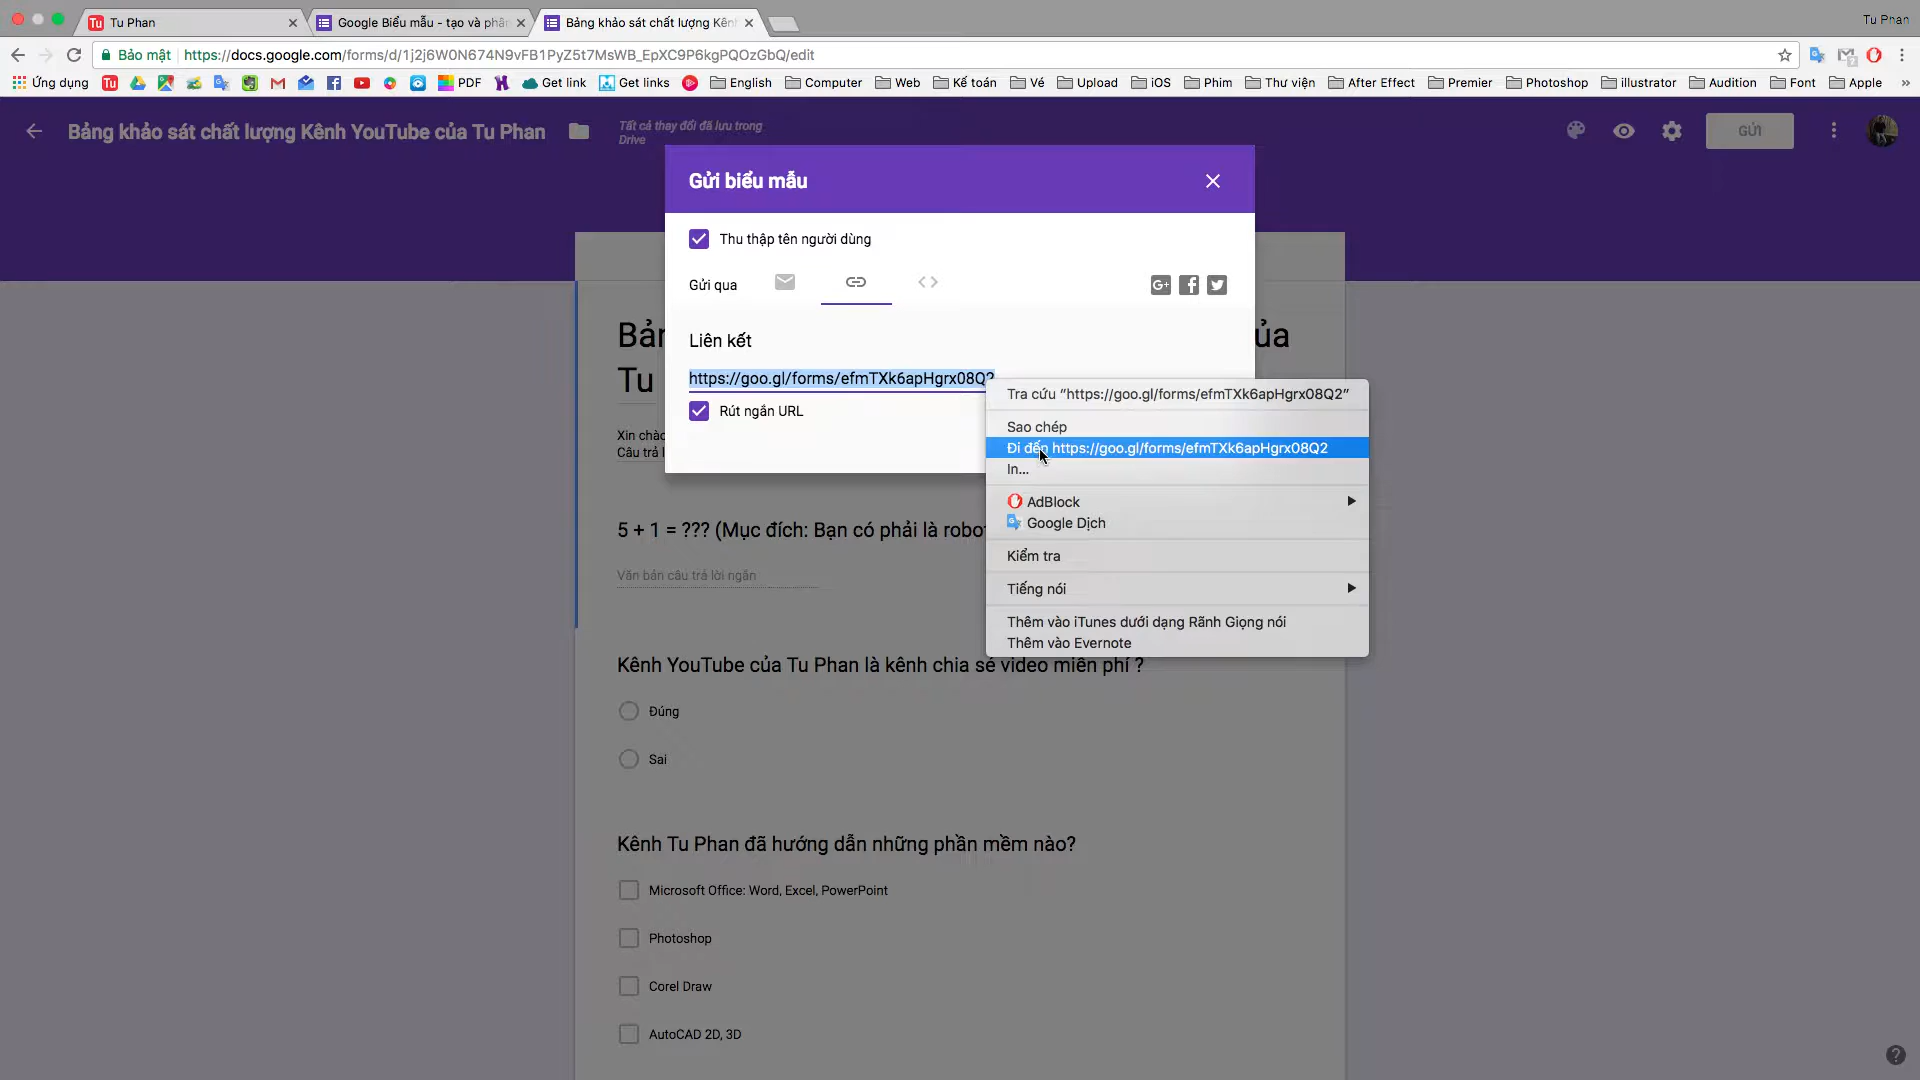 Tu Phan
Google Biểu mẫu - tạo và phân
Bảng khảo sát chất lượng Kênh
Tu Phan
Bảo mật
https://docs.google.com/forms/d/1j2j6W0N674N9vFB1PyZ5t7MsWB_EpXC9P6kgPQOzGbQ/edit
Ứng dụng
PDF
Get link
Get links
English
Computer
Web
Kế toán
Vé
Upload
iOS
Phim
Thư viện
After Effect
Premier
Photoshop
illustrator
Audition
Font
Apple
»
Bảng khảo sát chất lượng Kênh YouTube của Tu Phan
Tất cả thay đổi đã lưu trong
Drive
GỬI
Gửi biểu mẫu
Thu thập tên người dùng
Gửi qua
Liên kết
https://goo.gl/forms/efmTXk6apHgrx08Q2
Rút ngắn URL
Tra cứu “https://goo.gl/forms/efmTXk6apHgrx08Q2”
Sao chép
Đi đến https://goo.gl/forms/efmTXk6apHgrx08Q2
In...
AdBlock
Google Dịch
Kiểm tra
Tiếng nói
Thêm vào iTunes dưới dạng Rãnh Giọng nói
Thêm vào Evernote
Tu
Xin chào
Câu trả l
5 + 1 = ??? (Mục đích: Bạn có phải là robot
Văn bản câu trả lời ngắn
Kênh YouTube của Tu Phan là kênh chia sẻ video miễn phí ?
Đúng
Sai
Kênh Tu Phan đã hướng dẫn những phần mềm nào?
Microsoft Office: Word, Excel, PowerPoint
Photoshop
Corel Draw
AutoCAD 2D, 3D